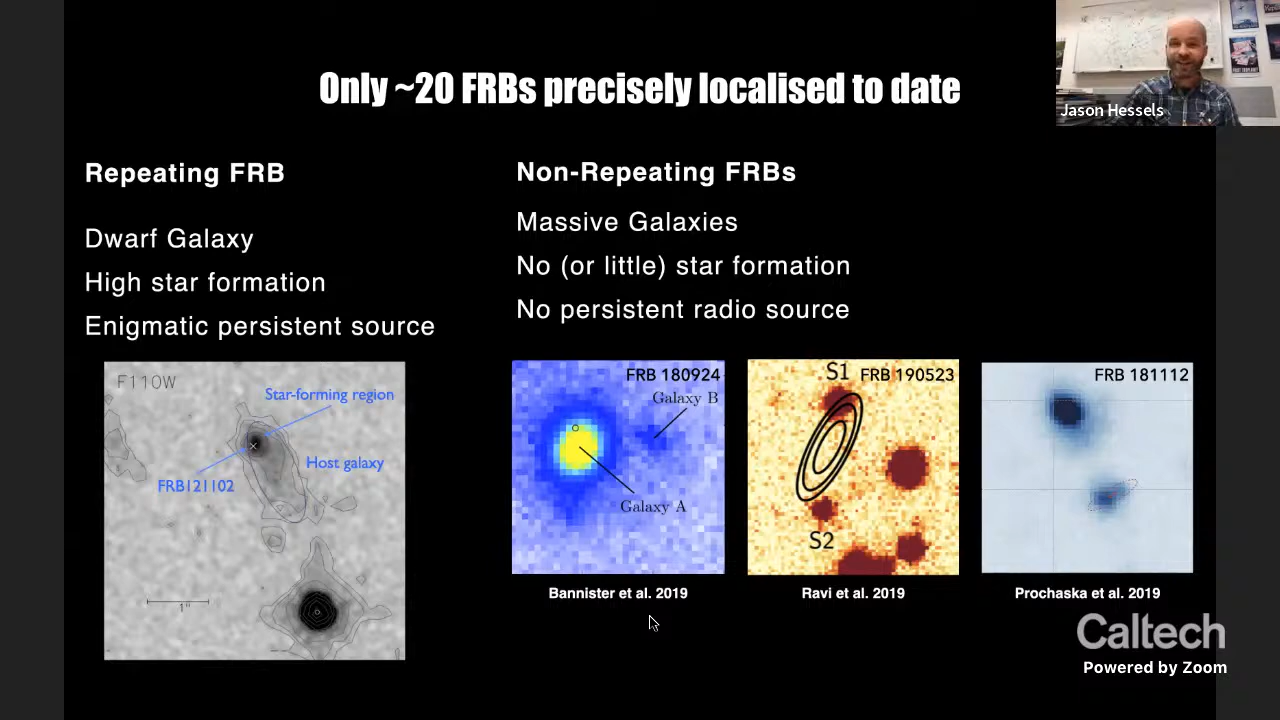 Only ~20 FRBs precisely localised to date
Jason Hessels
Repeating FRB
Dwarf Galaxy
High star formation
Enigmatic persistent source
Non-Repeating FRBs
Massive Galaxies
No (or little) star formation
No persistent radio source
F110W
Star-forming region
Host galaxy
FRB121102
1"
FRB 180924
Galaxy B
Galaxy A
Bannister et al. 2019
S1 FRB 190523
S2
Ravi et al. 2019
FRB 181112
Prochaska et al. 2019
Caltech
Powered by Zoom